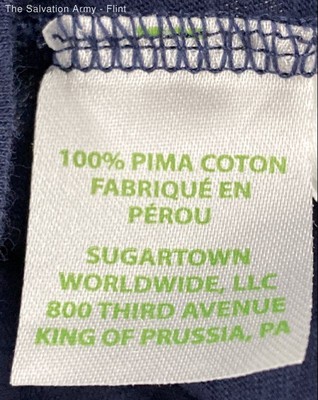 The Salvation Army - Flint
100% PIMA COTON
FABRIQUÉ EN
PÉROU
SUGARTOWN
WORLDWIDE, LLC
800 THIRD AVENUE
KING OF PRUSSIA, PA